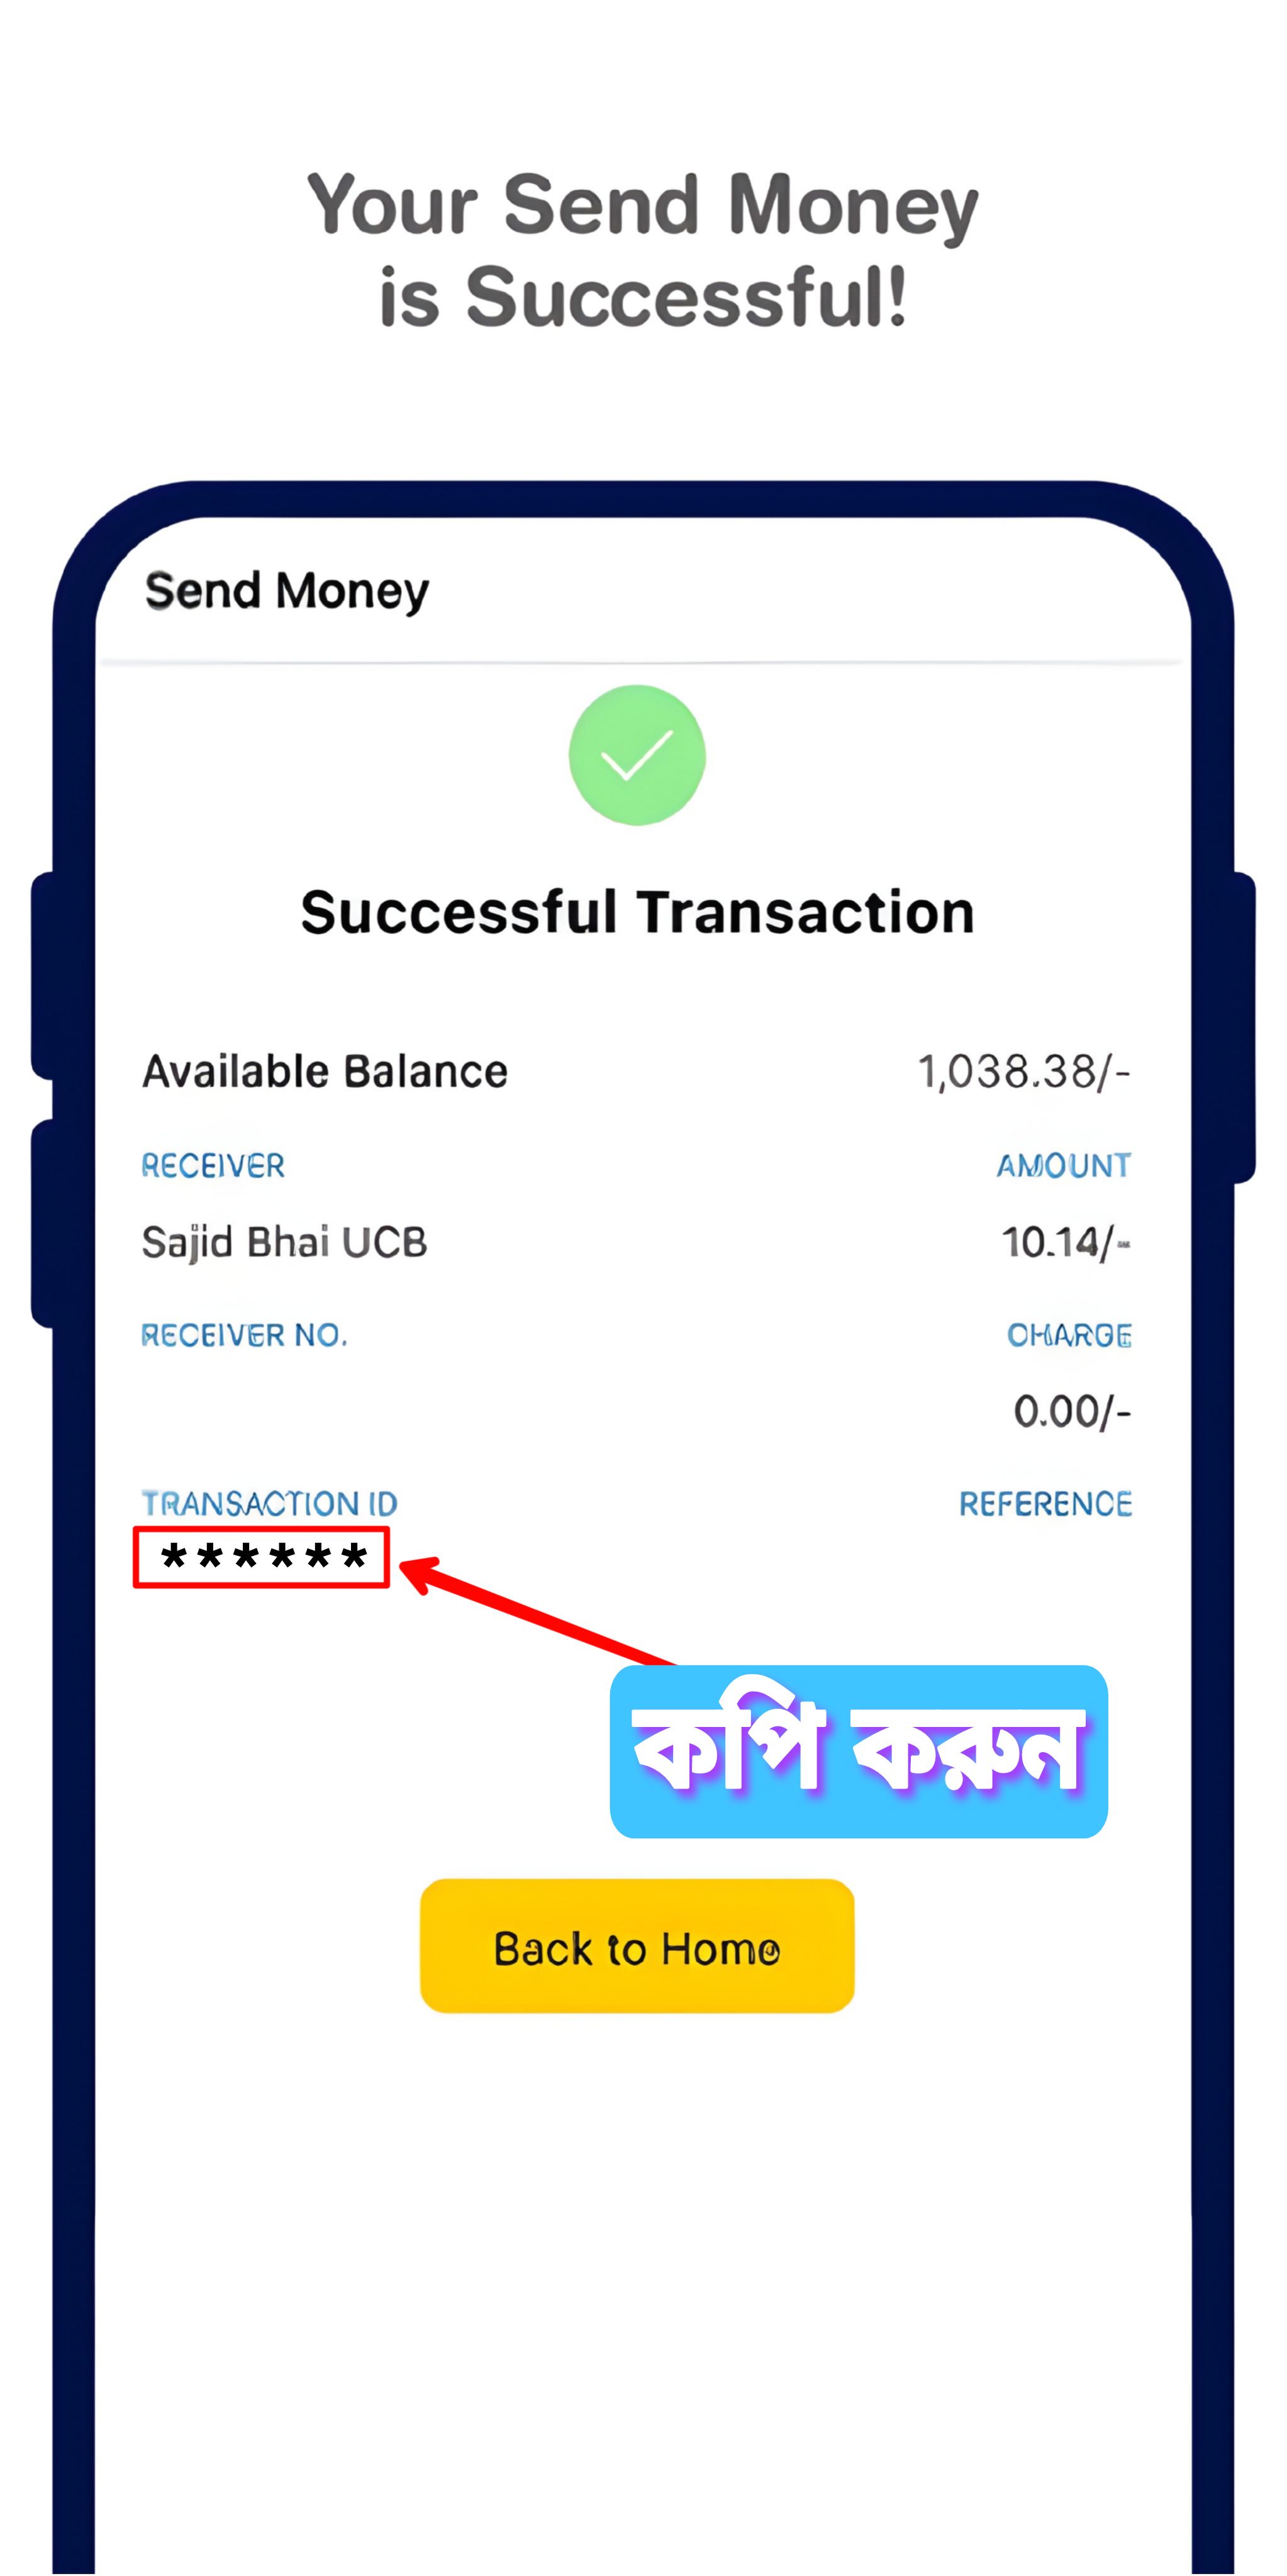 Your Send Money
is Successful!
Send Money
Successful Transaction
Available Balance 1,038.38/-
RECEIVER AMOUNT
Sajid Bhai UCB 10.14/-
RECEIVER NO. CHARGE
0.00/-
TRANSACTION ID REFERENCE
******
কপি করুন
Back to Home